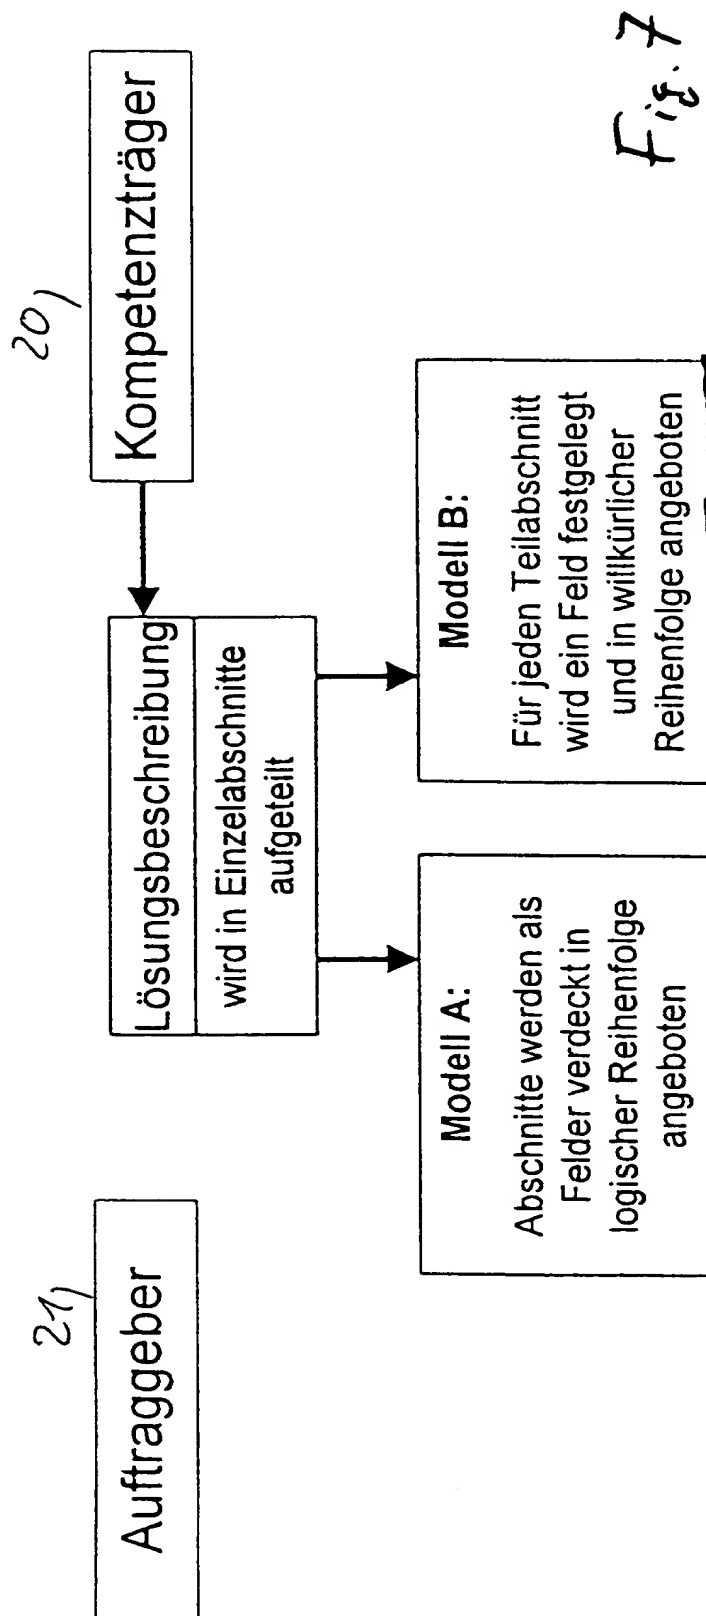 21
Auftraggeber
20
Kompetenzträger
Lösungsbeschreibung
wird in Einzelabschnitte
aufgeteilt
Modell A:
Abschnitte werden als
Felder verdeckt in
logischer Reihenfolge
angeboten
Modell B:
Für jeden Teilabschnitt
wird ein Feld festgelegt
und in willkürlicher
Reihenfolge angeboten
Fig. 7